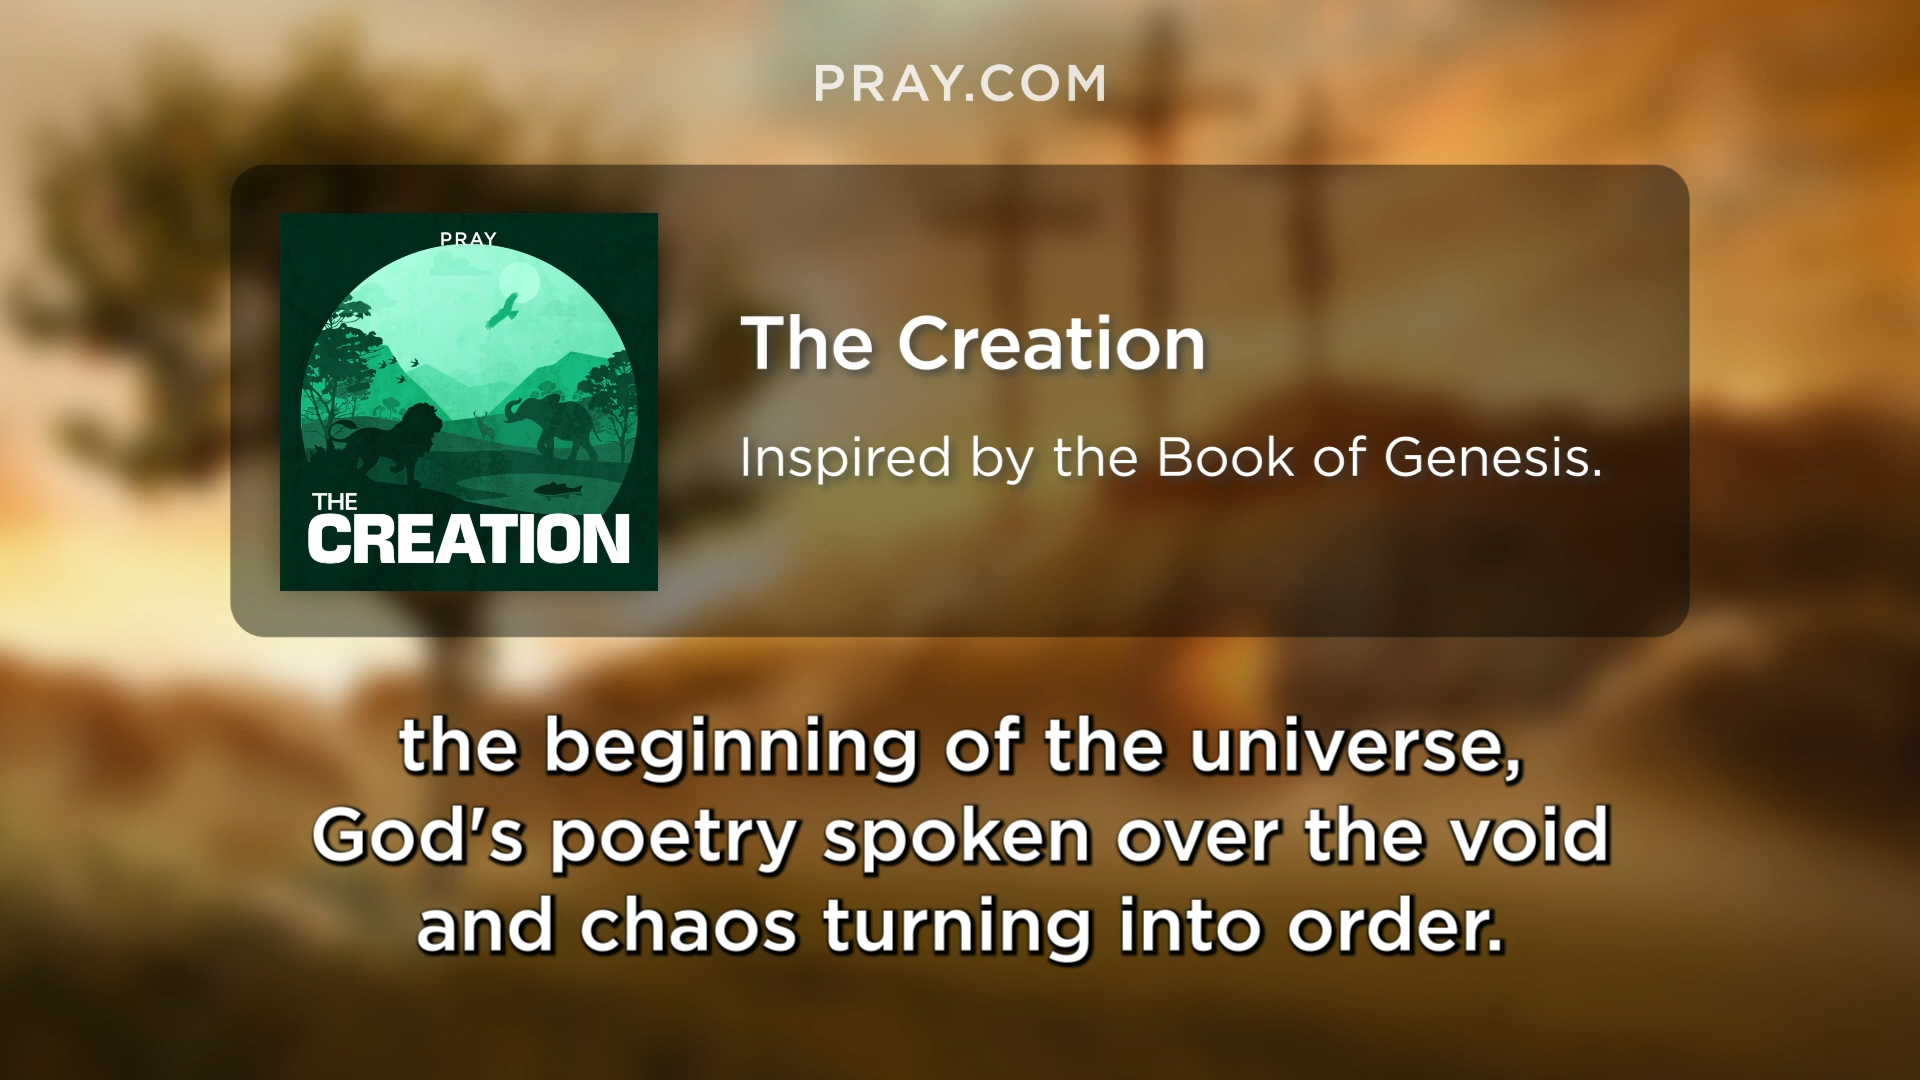 PRAY.COM
PRAY
THE
CREATION
The Creation
Inspired by the Book of Genesis.
the beginning of the universe,
God's poetry spoken over the void
and chaos turning into order.